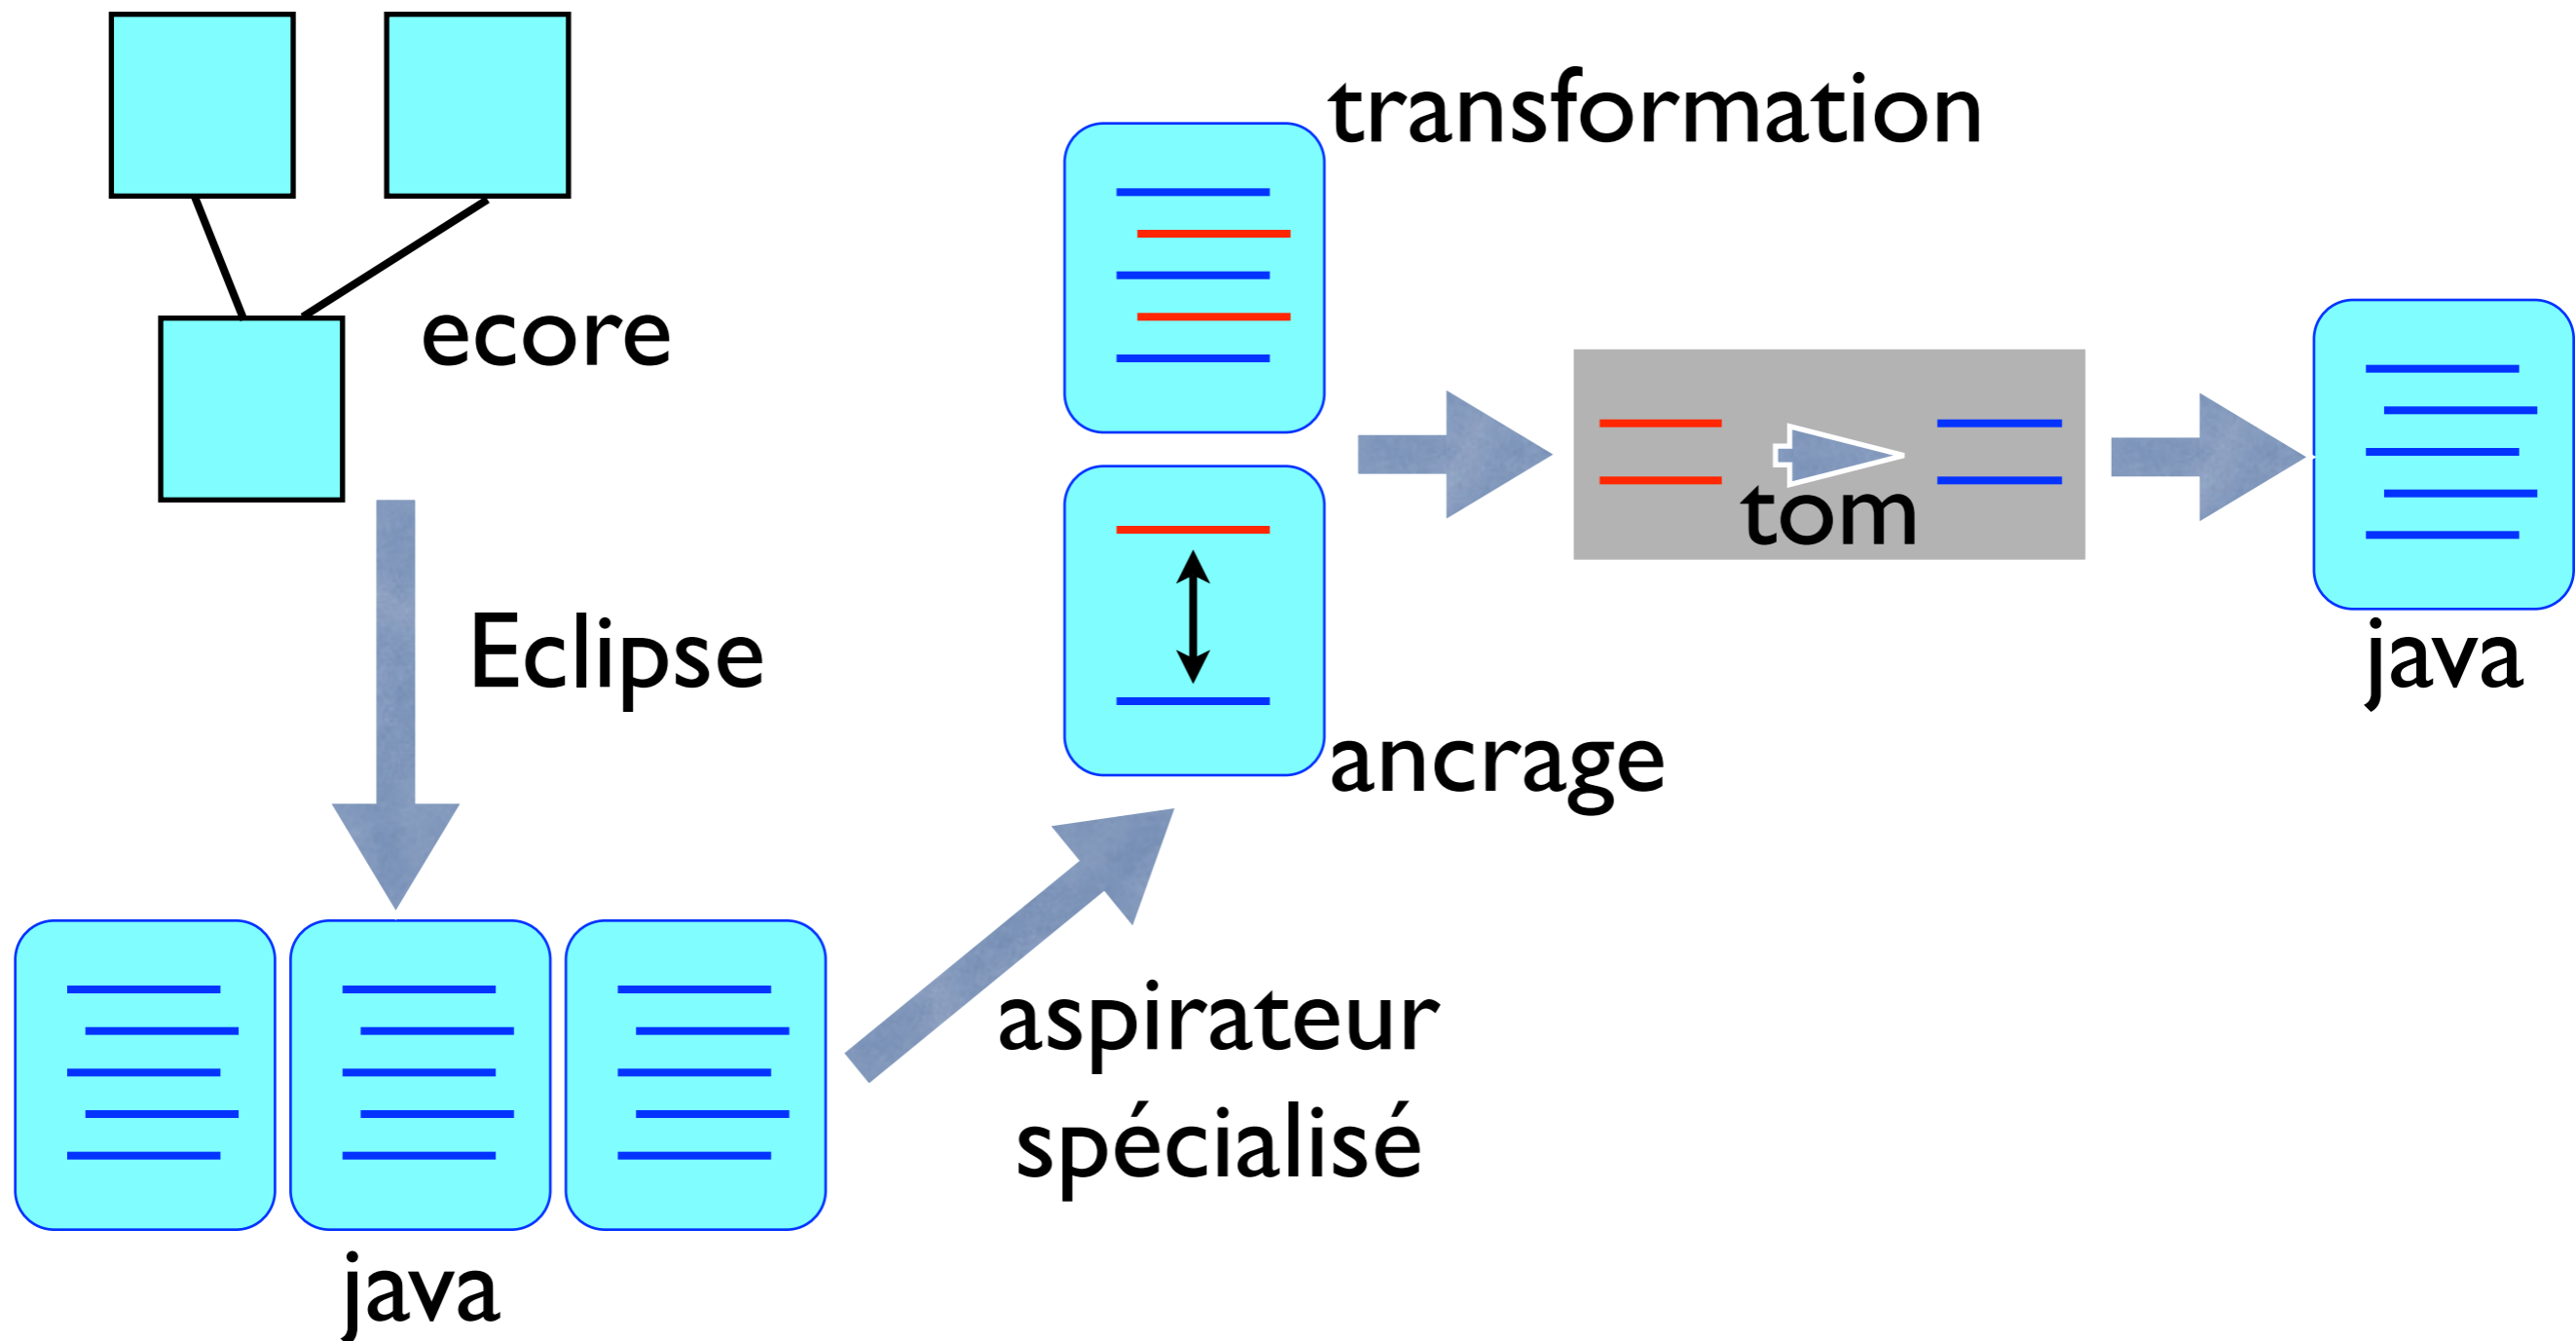 transformation
ecore
tom
Eclipse
java
ancrage
aspirateur
spécialisé
java